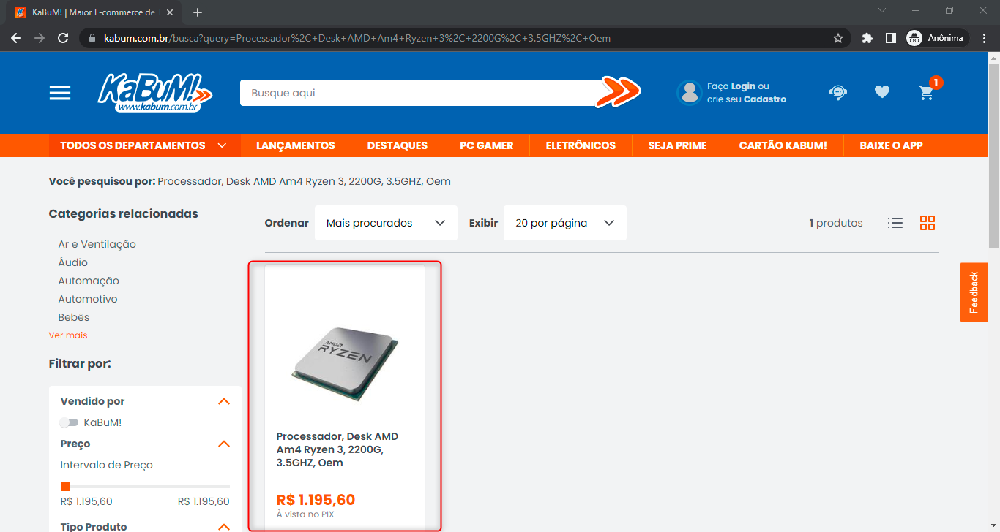 KaBuM! | Maior E-commerce de T
kabum.com.br/busca?query=Processador%2C+Desk+AMD+Am4+Ryzen+3%2C+2200G%2C+3.5GHZ%2C+Oem
Anônima
KaBuM!
www.kabum.com.br
Busque aqui
Faça Login ou
crie seu Cadastro
1
TODOS OS DEPARTAMENTOS
LANÇAMENTOS
DESTAQUES
PC GAMER
ELETRÔNICOS
SEJA PRIME
CARTÃO KABUM!
BAIXE O APP
Você pesquisou por: Processador, Desk AMD Am4 Ryzen 3, 2200G, 3.5GHZ, Oem
Categorias relacionadas
Ar e Ventilação
Áudio
Automação
Automotivo
Bebês
Ver mais
Filtrar por:
Vendido por
KaBuM!
Preço
Intervalo de Preço
R$ 1.195,60
R$ 1.195,60
Tipo Produto
Ordenar
Mais procurados
Exibir
20 por página
1 produtos
AMD
RYZEN
Processador, Desk AMD
Am4 Ryzen 3, 2200G,
3.5GHZ, Oem
R$ 1.195,60
À vista no PIX
Feedback